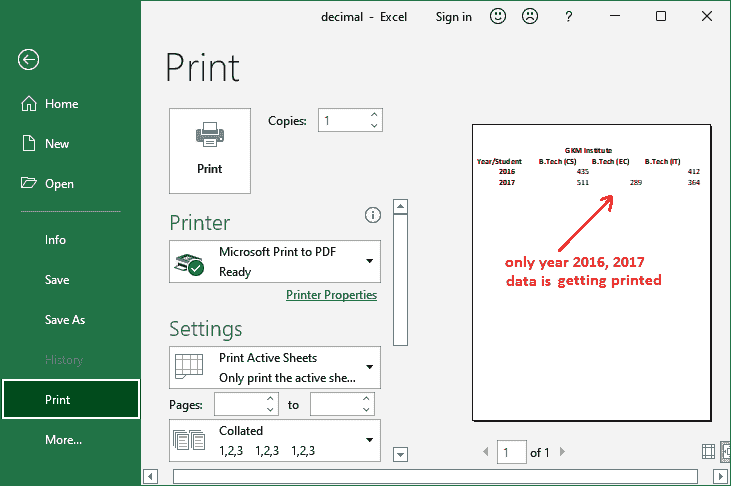 decimal - Excel
Sign in
?
Home
New
Open
Info
Save
Save As
History
Print
More...
Print
Print
Copies: 1
Printer
Microsoft Print to PDF
Ready
Printer Properties
Settings
Print Active Sheets
Only print the active she...
Pages: to
Collated
1,2,3 1,2,3 1,2,3
GKM Institute
Year/Student B.Tech (CS) B.Tech (EC) B.Tech (IT)
2016 435 412
2017 511 289 364
only year 2016, 2017
data is getting printed
1 of 1